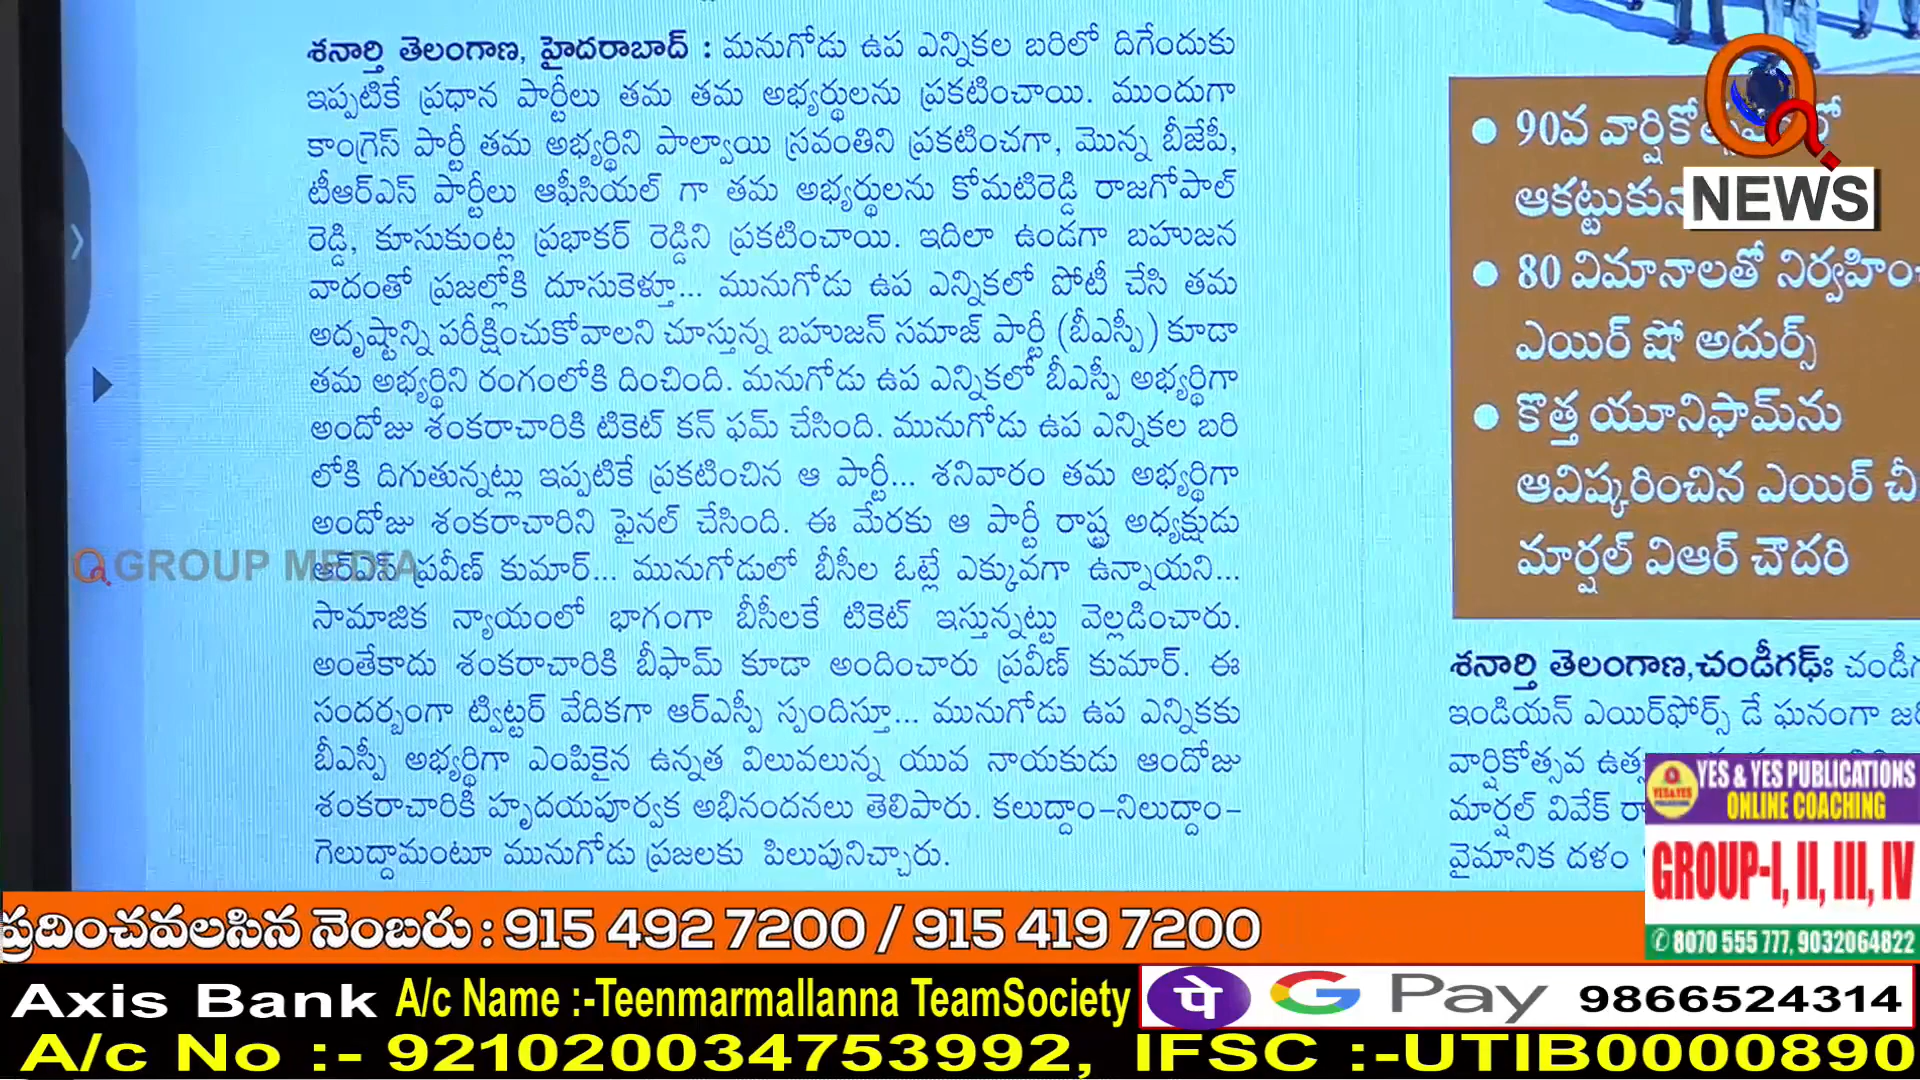 శనార్తి తెలంగాణ, హైదరాబాద్ : మనుగోడు ఉప ఎన్నికల బరిలో దిగేందుకు
ఇప్పటికే ప్రధాన పార్టీలు తమ తమ అభ్యర్థులను ప్రకటించాయి. ముందుగా
కాంగ్రెస్ పార్టీ తమ అభ్యర్థిని పాల్వాయి స్రవంతిని ప్రకటించగా, మొన్న బీజేపీ,
టీఆర్ఎస్ పార్టీలు ఆఫీసియల్ గా తమ అభ్యర్థులను కోమటిరెడ్డి రాజగోపాల్
రెడ్డి, కూసుకుంట్ల ప్రభాకర్ రెడ్డిని ప్రకటించాయి. ఇదిలా ఉండగా బహుజన
వాదంతో ప్రజల్లోకి దూసుకెళ్తూ... మునుగోడు ఉప ఎన్నికలో పోటీ చేసి తమ
అదృష్టాన్ని పరీక్షించుకోవాలని చూస్తున్న బహుజన్ సమాజ్ పార్టీ (బీఎస్పీ) కూడా
తమ అభ్యర్థిని రంగంలోకి దించింది. మనుగోడు ఉప ఎన్నికలో బీఎస్పీ అభ్యర్థిగా
అందోజు శంకరాచారికి టికెట్ కన్ ఫమ్ చేసింది. మునుగోడు ఉప ఎన్నికల బరి
లోకి దిగుతున్నట్లు ఇప్పటికే ప్రకటించిన ఆ పార్టీ... శనివారం తమ అభ్యర్థిగా
అందోజు శంకరాచారిని ఫైనల్ చేసింది. ఈ మేరకు ఆ పార్టీ రాష్ట్ర అధ్యక్షుడు
ఆర్ఎస్ ప్రవీణ్ కుమార్... మునుగోడులో బీసీల ఓట్లే ఎక్కువగా ఉన్నాయని...
సామాజిక న్యాయంలో భాగంగా బీసీలకే టికెట్ ఇస్తున్నట్టు వెల్లడించారు.
అంతేకాదు శంకరాచారికి బీఫామ్ కూడా అందించారు ప్రవీణ్ కుమార్. ఈ
సందర్భంగా ట్విట్టర్ వేదికగా ఆర్ఎస్పీ స్పందిస్తూ... మునుగోడు ఉప ఎన్నికకు
బీఎస్పీ అభ్యర్థిగా ఎంపికైన ఉన్నత విలువలున్న యువ నాయకుడు ఆందోజు
శంకరాచారికి హృదయపూర్వక అభినందనలు తెలిపారు. కలుద్దాం-నిలుద్దాం-
గెలుద్దామంటూ మునుగోడు ప్రజలకు పిలుపునిచ్చారు.
Q GROUP MEDIA
Q NEWS
• 90వ
ఆకట్టుకునే
• 80 విమానాలతో
ఎయిర్ షో అదుర్స్
• కొత్త యూనిఫామ్‌ను
ఆవిష్కరించిన ఎయిర్ చీ
మార్షల్ విఆర్ చౌదరి
శనార్తి తెలంగాణ,చండీగఢ్:
ఇండియన్ ఎయిర్‌ఫోర్స్ డే ఘనంగా
వార్షికోత్సవ
మార్షల్ వివేక్
వైమానిక దళం
YES & YES PUBLICATIONS
ONLINE COACHING
GROUP-I, II, III, IV
8070 555 777, 9032064822
ప్రదించవలసిన నెంబరు : 915 492 7200 / 915 419 7200
Axis Bank A/c Name :-Teenmarmallanna TeamSociety
G Pay 9866524314
A/c No :- 921020034753992, IFSC :-UTIB0000890